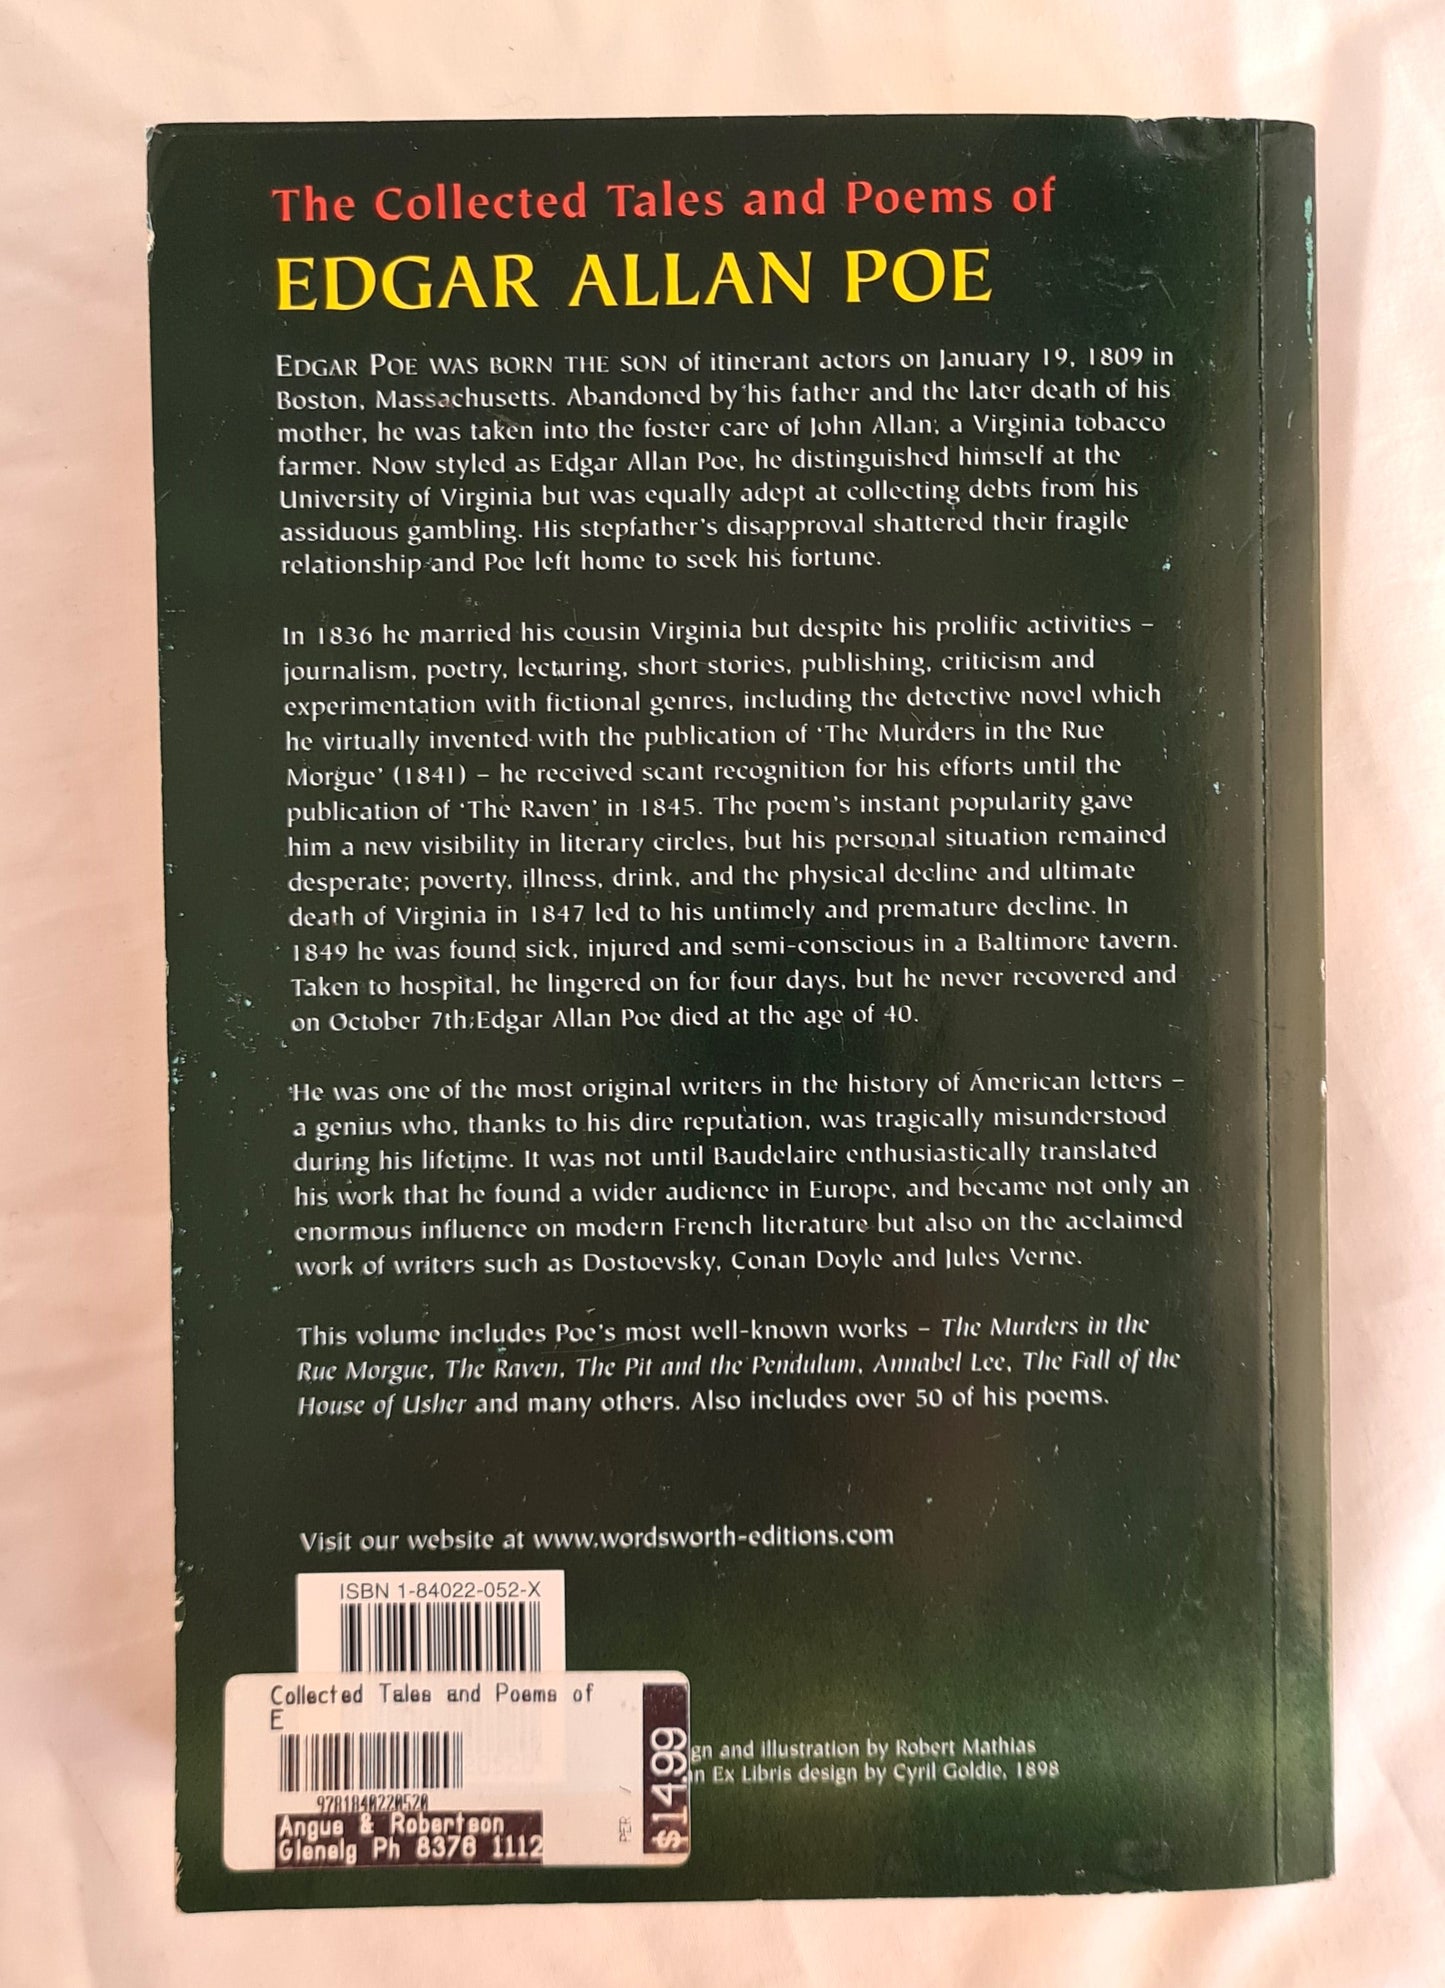 The Collected Tales and Poems of
EDGAR ALLAN POE
EDGAR POE WAS BORN THE SON of itinerant actors on January 19, 1809 in
Boston, Massachusetts. Abandoned by his father and the later death of his
mother, he was taken into the foster care of John Allan, a Virginia tobacco
farmer. Now styled as Edgar Allan Poe, he distinguished himself at the
University of Virginia but was equally adept at collecting debts from his
assiduous gambling. His stepfather's disapproval shattered their fragile
relationship and Poe left home to seek his fortune.
In 1836 he married his cousin Virginia but despite his prolific activities –
journalism, poetry, lecturing, short stories, publishing, criticism and
experimentation with fictional genres, including the detective novel which
he virtually invented with the publication of 'The Murders in the Rue
Morgue' (1841) – he received scant recognition for his efforts until the
publication of 'The Raven' in 1845. The poem's instant popularity gave
him a new visibility in literary circles, but his personal situation remained
desperate; poverty, illness, drink, and the physical decline and ultimate
death of Virginia in 1847 led to his untimely and premature decline. In
1849 he was found sick, injured and semi-conscious in a Baltimore tavern.
Taken to hospital, he lingered on for four days, but he never recovered and
on October 7th Edgar Allan Poe died at the age of 40.
He was one of the most original writers in the history of American letters –
a genius who, thanks to his dire reputation, was tragically misunderstood
during his lifetime. It was not until Baudelaire enthusiastically translated
his work that he found a wider audience in Europe, and became not only an
enormous influence on modern French literature but also on the acclaimed
work of writers such as Dostoevsky, Conan Doyle and Jules Verne.
This volume includes Poe's most well-known works – The Murders in the
Rue Morgue, The Raven, The Pit and the Pendulum, Annabel Lee, The Fall of the
House of Usher and many others. Also includes over 50 of his poems.
Visit our website at www.wordsworth-editions.com
ISBN 1-84022-052-X
Collected Tales and Poems of
E
9781840220520
Angus & Robertson
Glenelg Ph 8376 1112
PER /
$14.99
gn and illustration by Robert Mathias
n Ex Libris design by Cyril Goldie, 1898